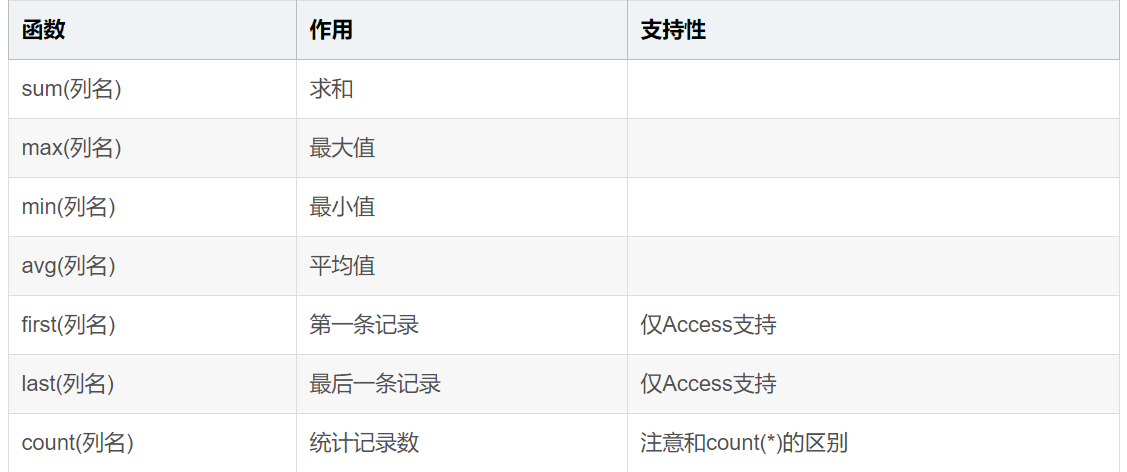 函数 作用 支持性
sum(列名) 求和
max(列名) 最大值
min(列名) 最小值
avg(列名) 平均值
first(列名) 第一条记录 仅Access支持
last(列名) 最后一条记录 仅Access支持
count(列名) 统计记录数 注意和count(*)的区别